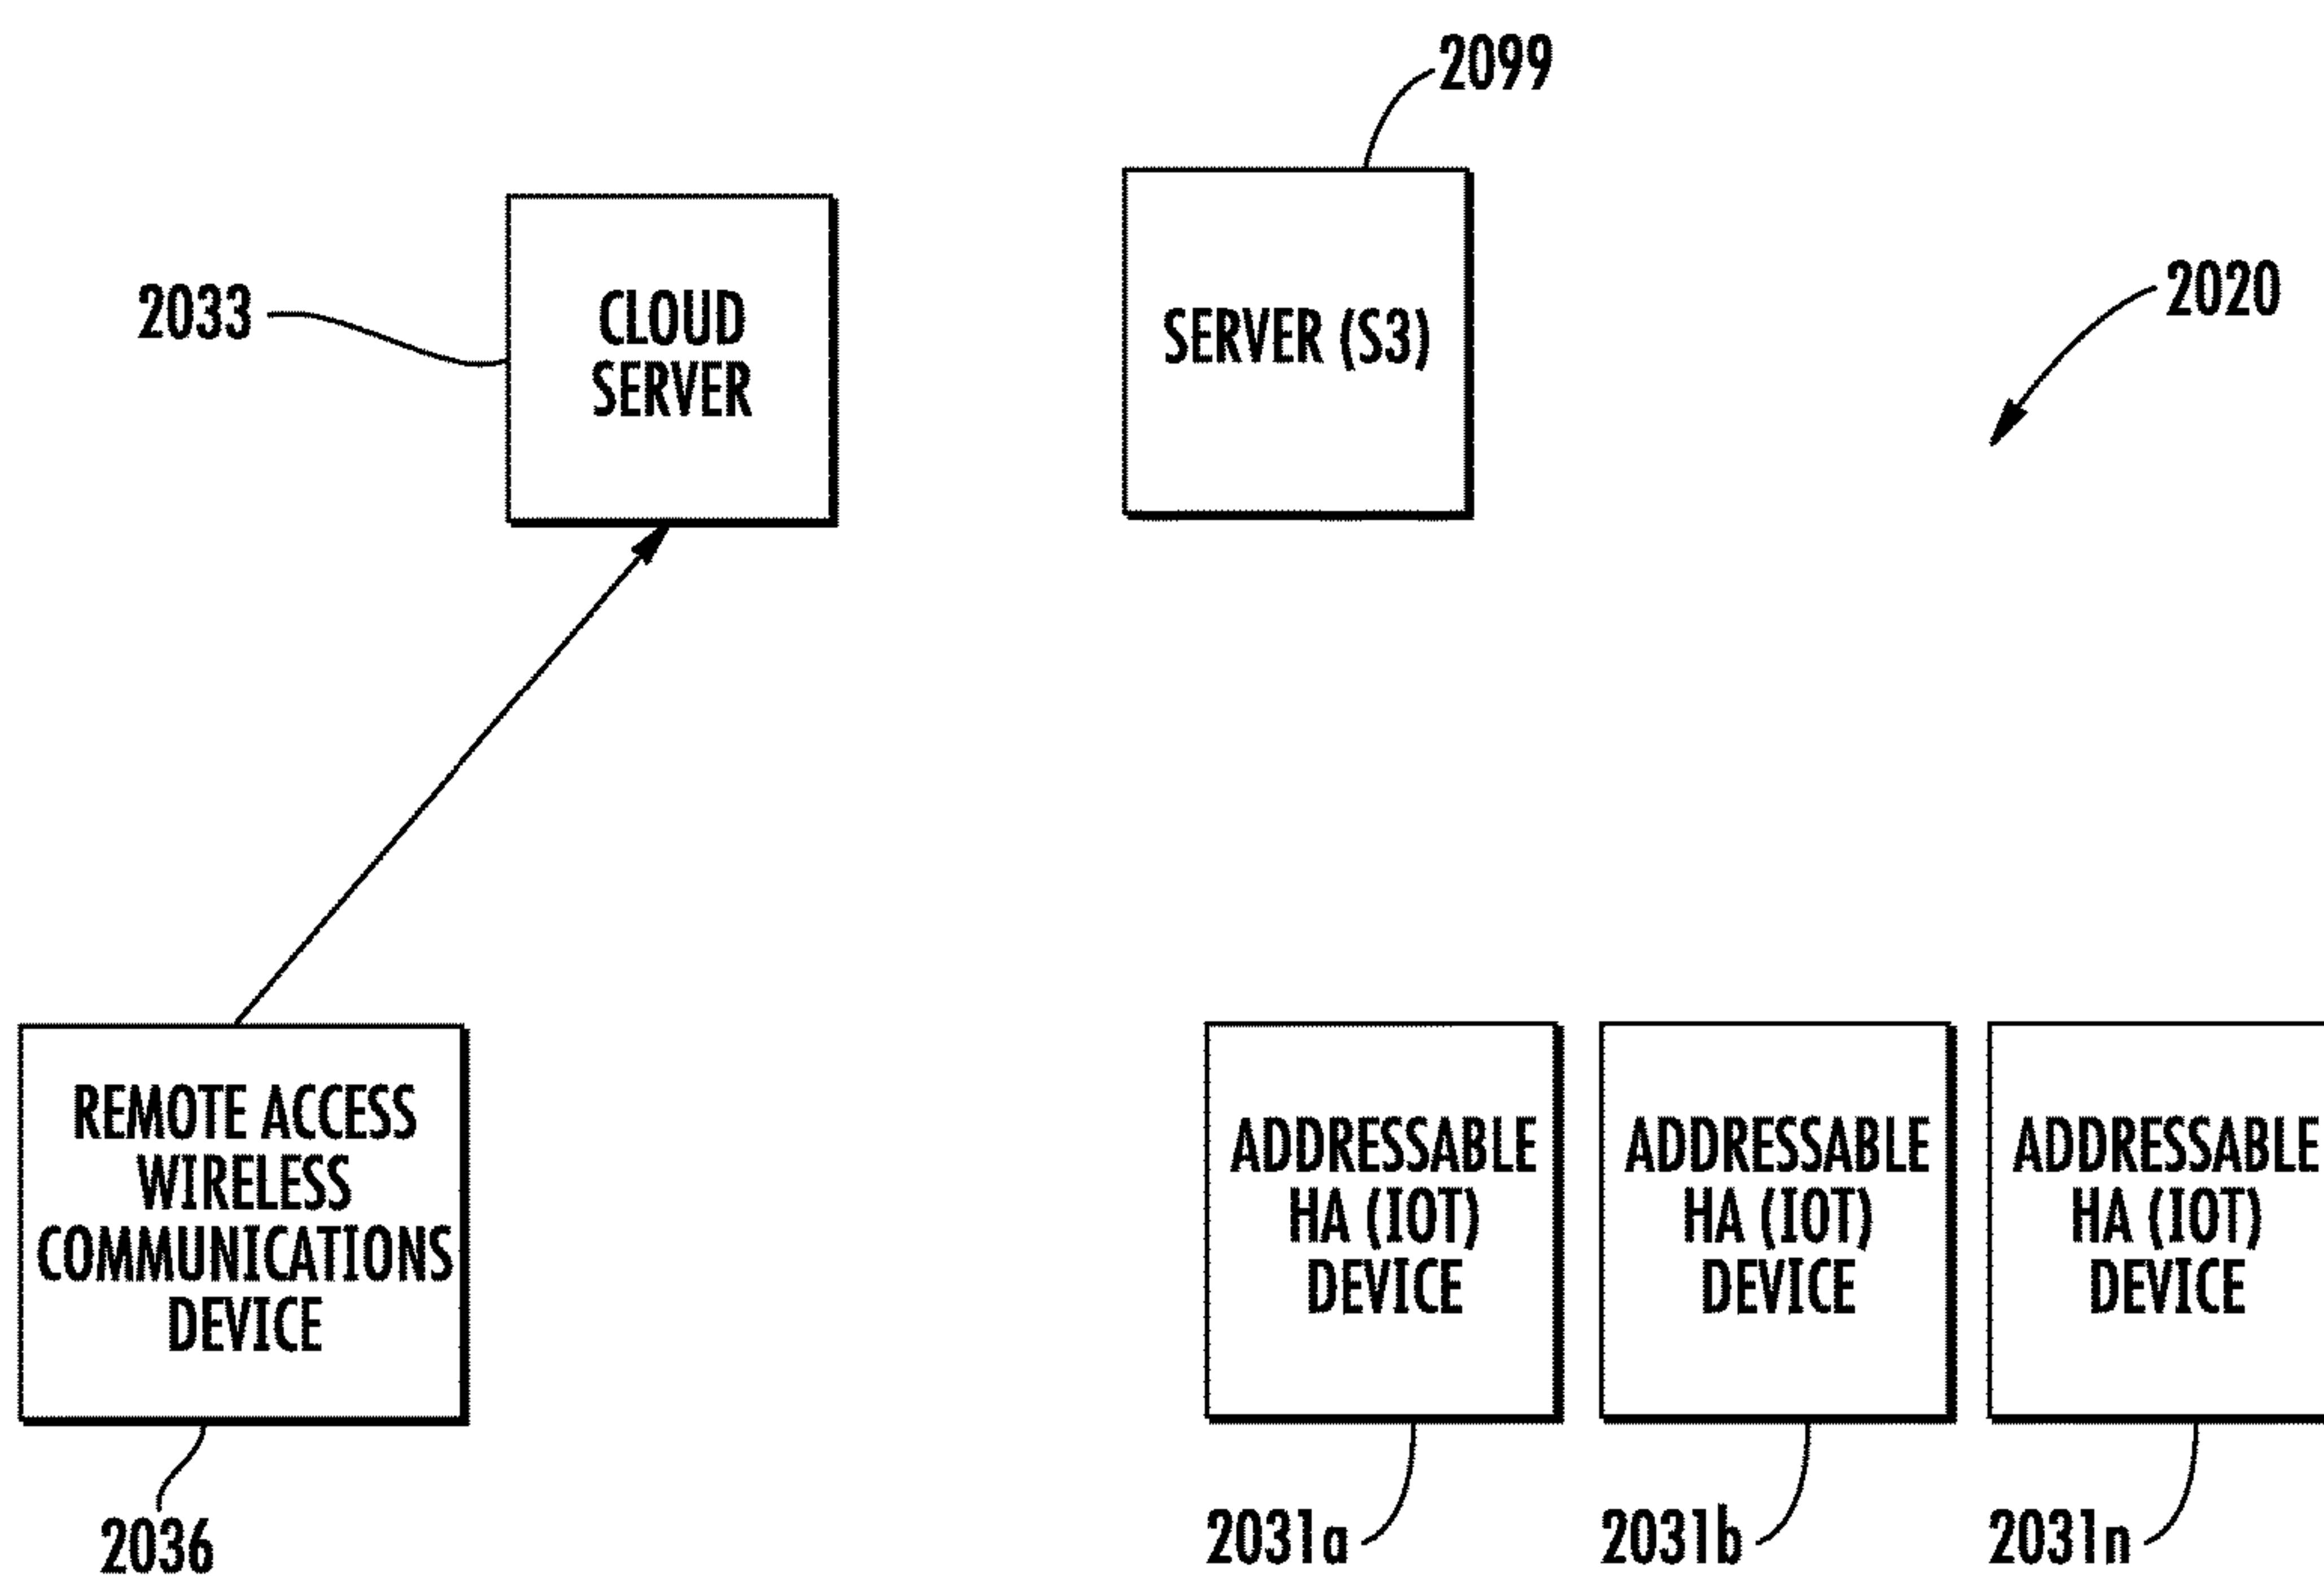 2099
2033
CLOUD
SERVER
SERVER (S3)
2020
REMOTE ACCESS
WIRELESS
COMMUNICATIONS
DEVICE
2036
ADDRESSABLE
HA (IOT)
DEVICE
2031a
ADDRESSABLE
HA (IOT)
DEVICE
2031b
ADDRESSABLE
HA (IOT)
DEVICE
2031n